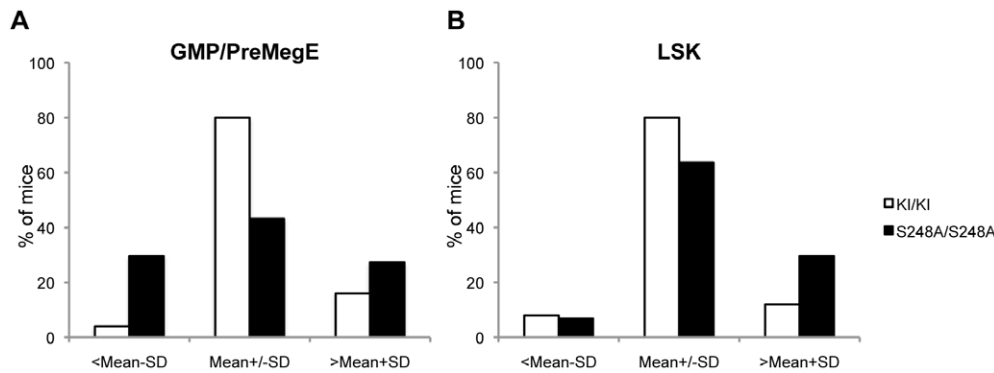 A
GMP/PreMegE
% of mice
100
80
60
40
20
0
<Mean-SD
Mean+/-SD
>Mean+SD
B
LSK
% of mice
100
80
60
40
20
0
<Mean-SD
Mean+/-SD
>Mean+SD
KI/KI
S248A/S248A